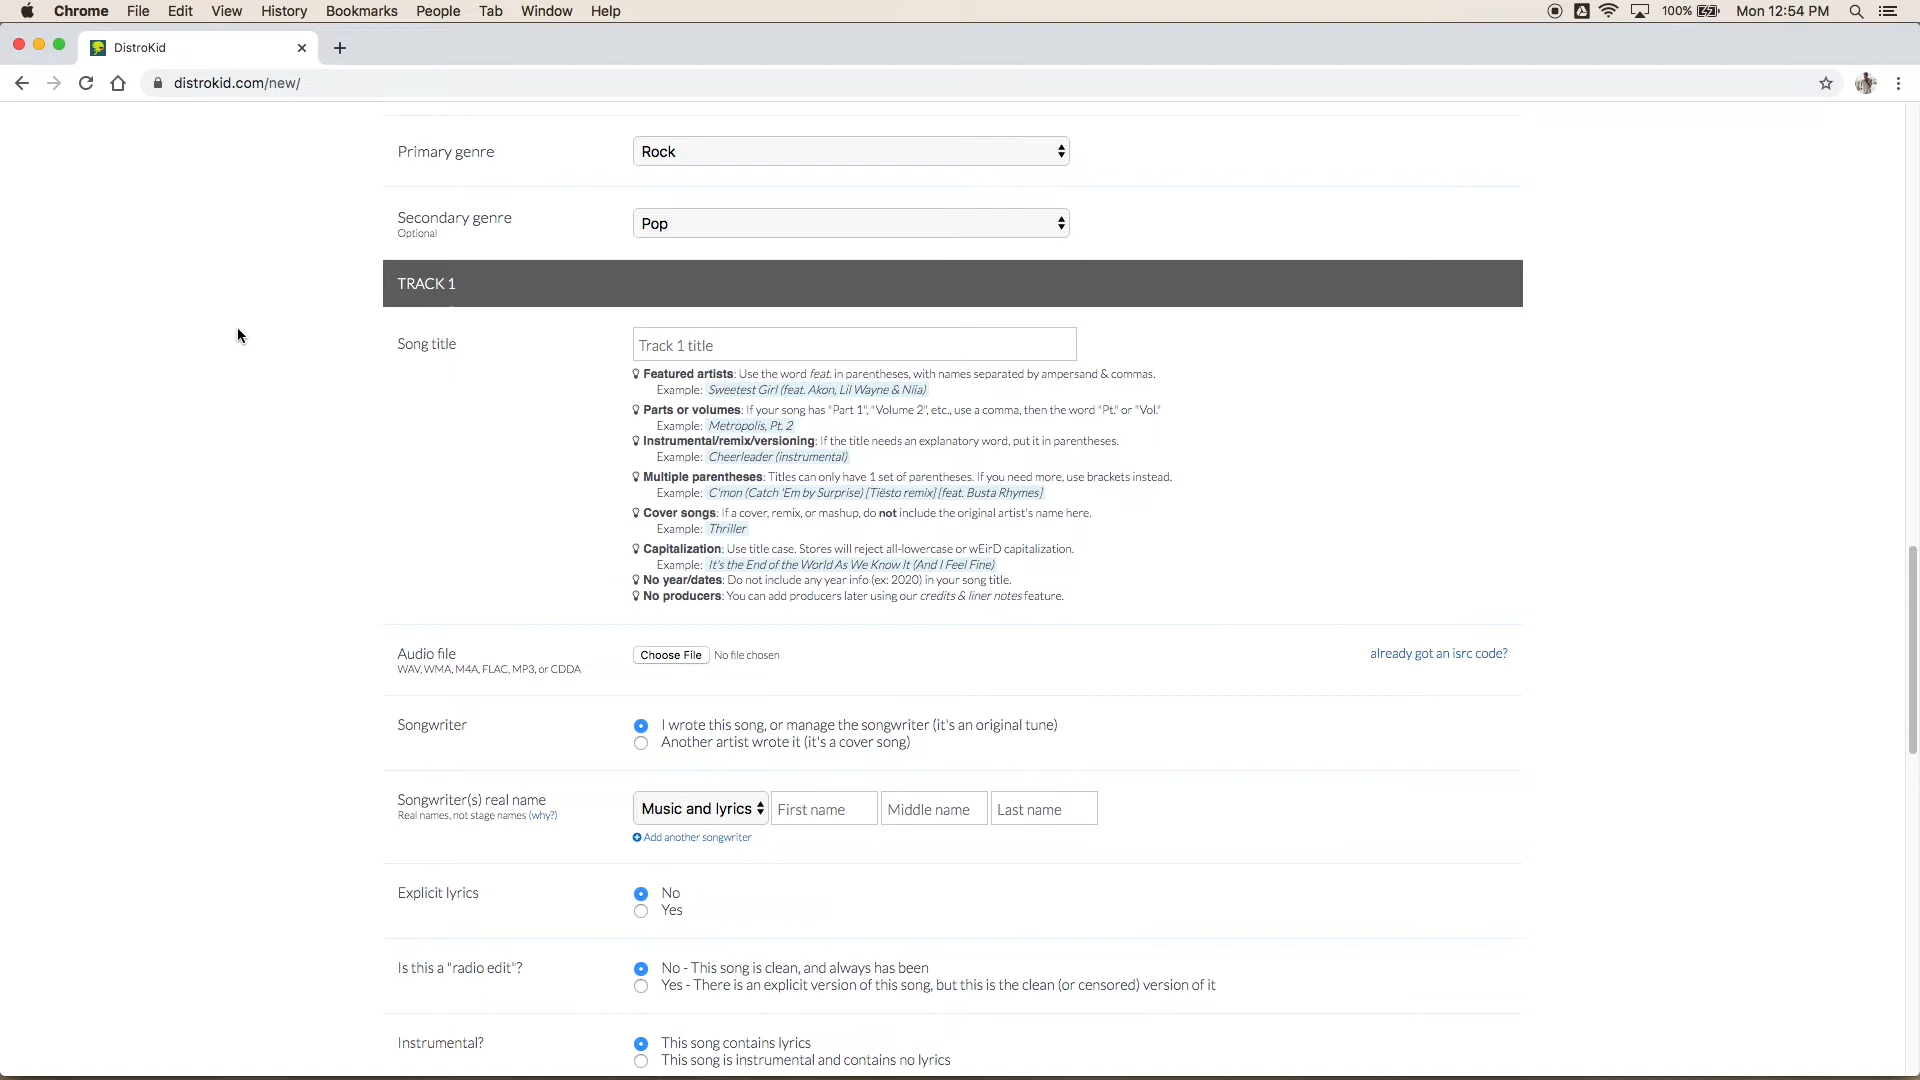 Chrome File Edit View History Bookmarks People Tab Window Help 100% Mon 12:54 PM
DistroKid
distrokid.com/new/
Primary genre
Rock
Secondary genre
Optional
Pop
TRACK 1
Song title
Track 1 title
Featured artists: Use the word feat. in parentheses, with names separated by ampersand & commas.
Example: Sweetest Girl (feat. Akon, Lil Wayne & Niia)
Parts or volumes: If your song has "Part 1", "Volume 2", etc., use a comma, then the word "Pt." or "Vol."
Example: Metropolis, Pt. 2
Instrumental/remix/versioning: If the title needs an explanatory word, put it in parentheses.
Example: Cheerleader (instrumental)
Multiple parentheses: Titles can only have 1 set of parentheses. If you need more, use brackets instead.
Example: C'mon (Catch 'Em by Surprise) [Tiësto remix] [feat. Busta Rhymes]
Cover songs: If a cover, remix, or mashup, do not include the original artist's name here.
Example: Thriller
Capitalization: Use title case. Stores will reject all-lowercase or wEirD capitalization.
Example: It's the End of the World As We Know It (And I Feel Fine)
No year/dates: Do not include any year info (ex: 2020) in your song title.
No producers: You can add producers later using our credits & liner notes feature.
Audio file
WAV, WMA, M4A, FLAC, MP3, or CDDA
Choose File No file chosen
already got an isrc code?
Songwriter
I wrote this song, or manage the songwriter (it's an original tune)
Another artist wrote it (it's a cover song)
Songwriter(s) real name
Real names, not stage names (why?)
Music and lyrics First name Middle name Last name
Add another songwriter
Explicit lyrics
No
Yes
Is this a "radio edit"?
No - This song is clean, and always has been
Yes - There is an explicit version of this song, but this is the clean (or censored) version of it
Instrumental?
This song contains lyrics
This song is instrumental and contains no lyrics